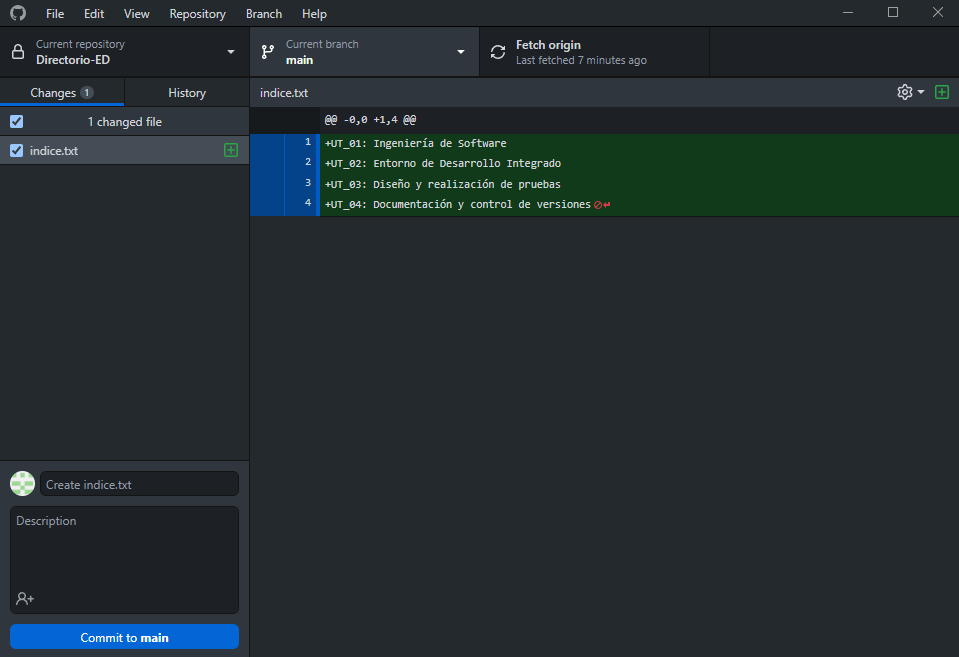 File Edit View Repository Branch Help
Current repository
Directorio-ED
Current branch
main
Fetch origin
Last fetched 7 minutes ago
Changes 1 History
indice.txt
1 changed file
@@ -0,0 +1,4 @@
indice.txt
1 +UT_01: Ingeniería de Software
2 +UT_02: Entorno de Desarrollo Integrado
3 +UT_03: Diseño y realización de pruebas
4 +UT_04: Documentación y control de versiones
Create indice.txt
Description
Commit to main